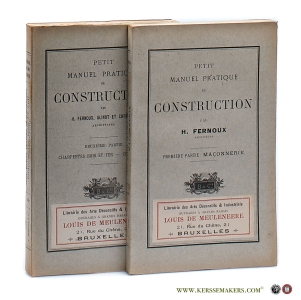 PETIT
MANUEL PRATIQUE
DE
CONSTRUCTION
PAR
H. FERNOUX, OLIVET ET
DEUXIÈME PARTIE
CHARPENTES
PETIT
MANUEL PRATIQUE
DE
CONSTRUCTION
PAR
H. FERNOUX
PREMIÈRE PARTIE: MAÇONNERIE
Librairie des Arts Décoratifs & Industriels
LOUIS DE MEULENEERE
21, Rue du Chêne, 21
BRUXELLES
Librairie des Arts Décoratifs & Industriels
LOUIS DE MEULENEERE
21, Rue du Chêne, 21
BRUXELLES
WWW.KERSSEMAKERS.COM